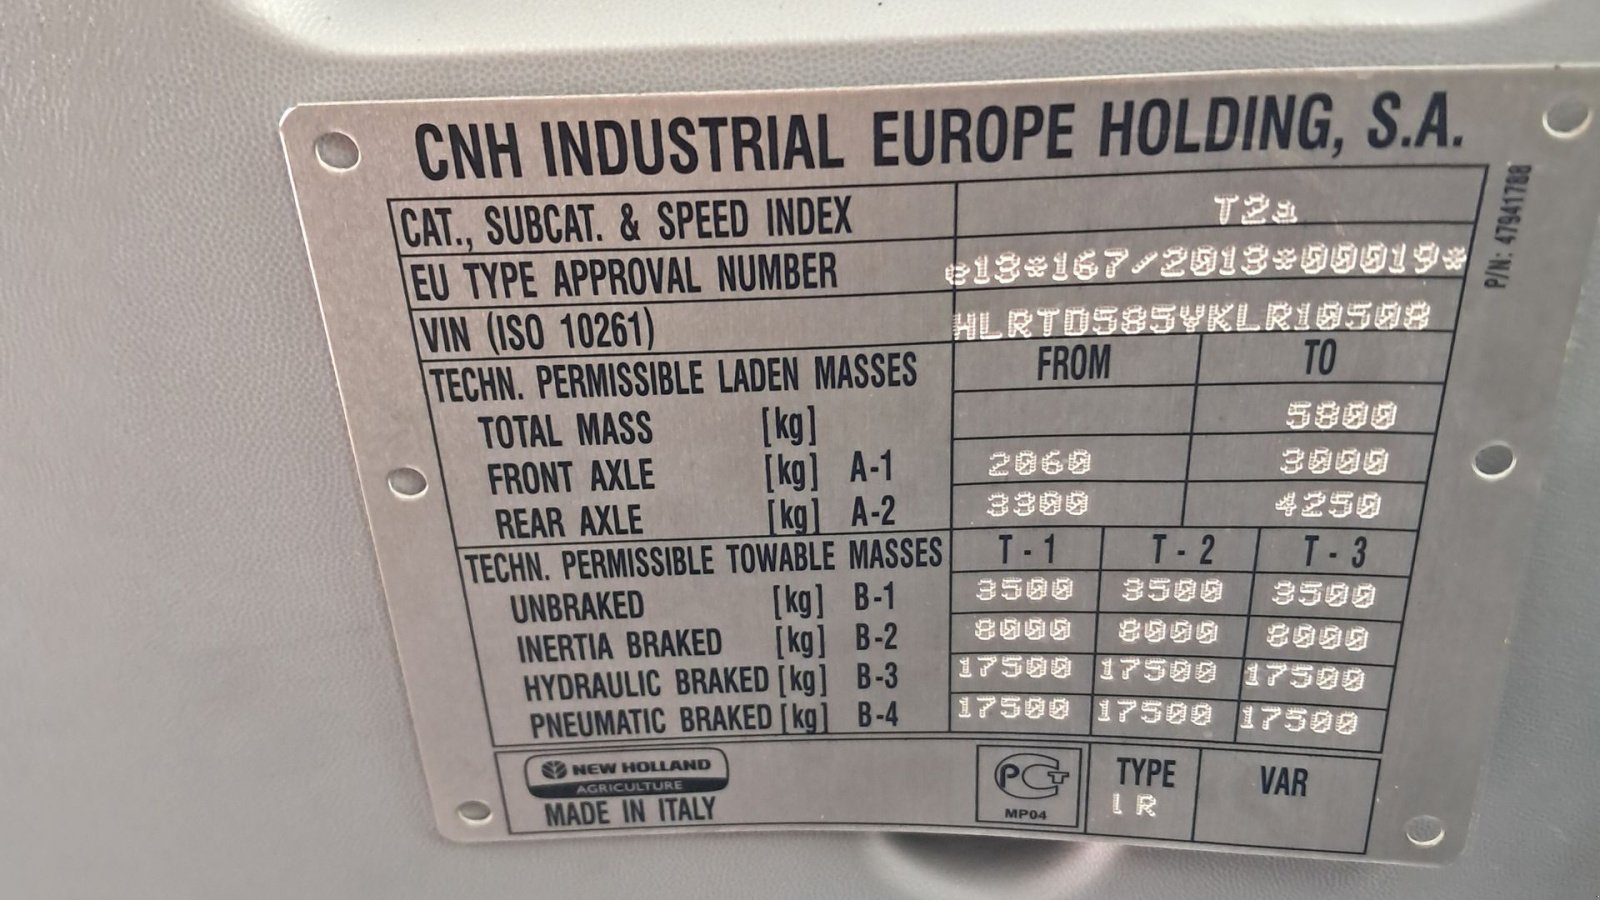 CNH INDUSTRIAL EUROPE HOLDING, S.A.
P/N: 47941788
CAT., SUBCAT. & SPEED INDEX T2a
EU TYPE APPROVAL NUMBER e13*167/2013*00019*
VIN (ISO 10261) HLRTD585VKLR10508
TECHN. PERMISSIBLE LADEN MASSES FROM TO
TOTAL MASS [kg] 5800
FRONT AXLE [kg] A-1 2060 3000
REAR AXLE [kg] A-2 3300 4250
TECHN. PERMISSIBLE TOWABLE MASSES T-1 T-2 T-3
UNBRAKED [kg] B-1 3500 3500 3500
INERTIA BRAKED [kg] B-2 8000 8000 8000
HYDRAULIC BRAKED [kg] B-3 17500 17500 17500
PNEUMATIC BRAKED [kg] B-4 17500 17500 17500
NEW HOLLAND
AGRICULTURE
MADE IN ITALY
РСТ
MP04
TYPE
LR
VAR